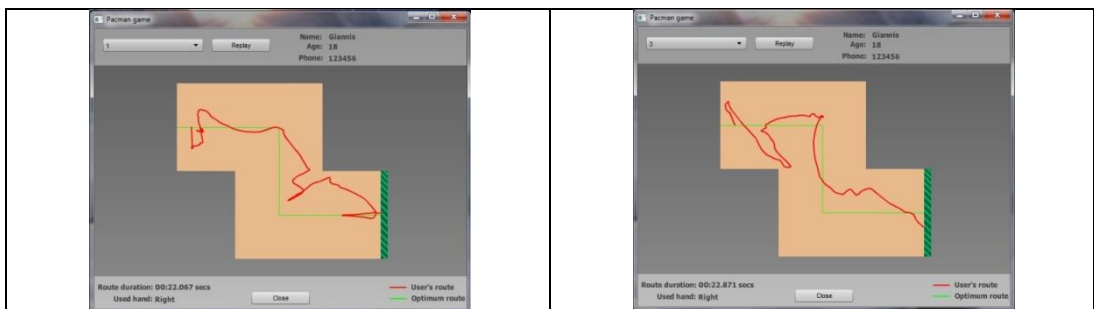 Pacman game
1
Replay
Name: Giannis
Age: 18
Phone: 123456
Route duration: 00:22.067 secs
Used hand: Right
Close
User's route
Optimum route
Pacman game
3
Replay
Name: Giannis
Age: 18
Phone: 123456
Route duration: 00:22.871 secs
Used hand: Right
Close
User's route
Optimum route